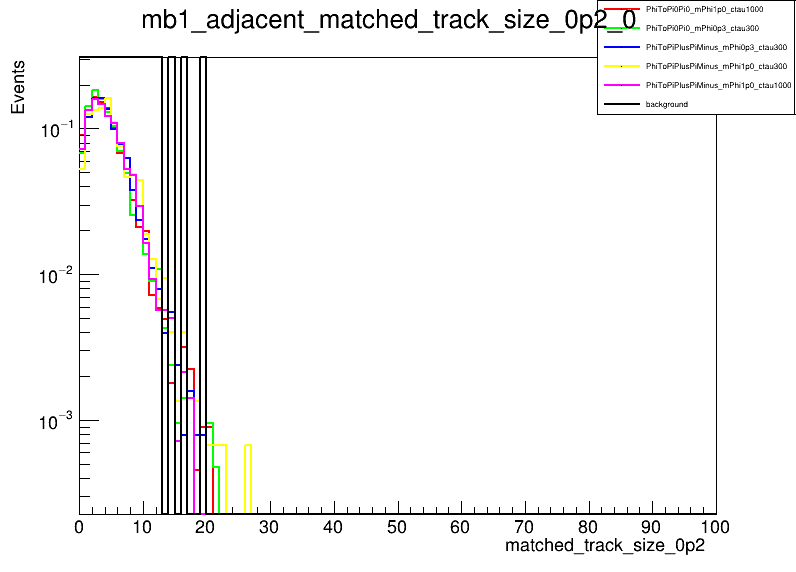 mb1_adjacent_matched_track_size_0p2_0
PhiToPi0Pi0_mPhi1p0_ctau1000
PhiToPi0Pi0_mPhi0p3_ctau300
PhiToPiPlusPiMinus_mPhi0p3_ctau300
PhiToPiPlusPiMinus_mPhi1p0_ctau300
PhiToPiPlusPiMinus_mPhi1p0_ctau1000
background
Events
10⁻¹
10⁻²
10⁻³
0 10 20 30 40 50 60 70 80 90 100
matched_track_size_0p2